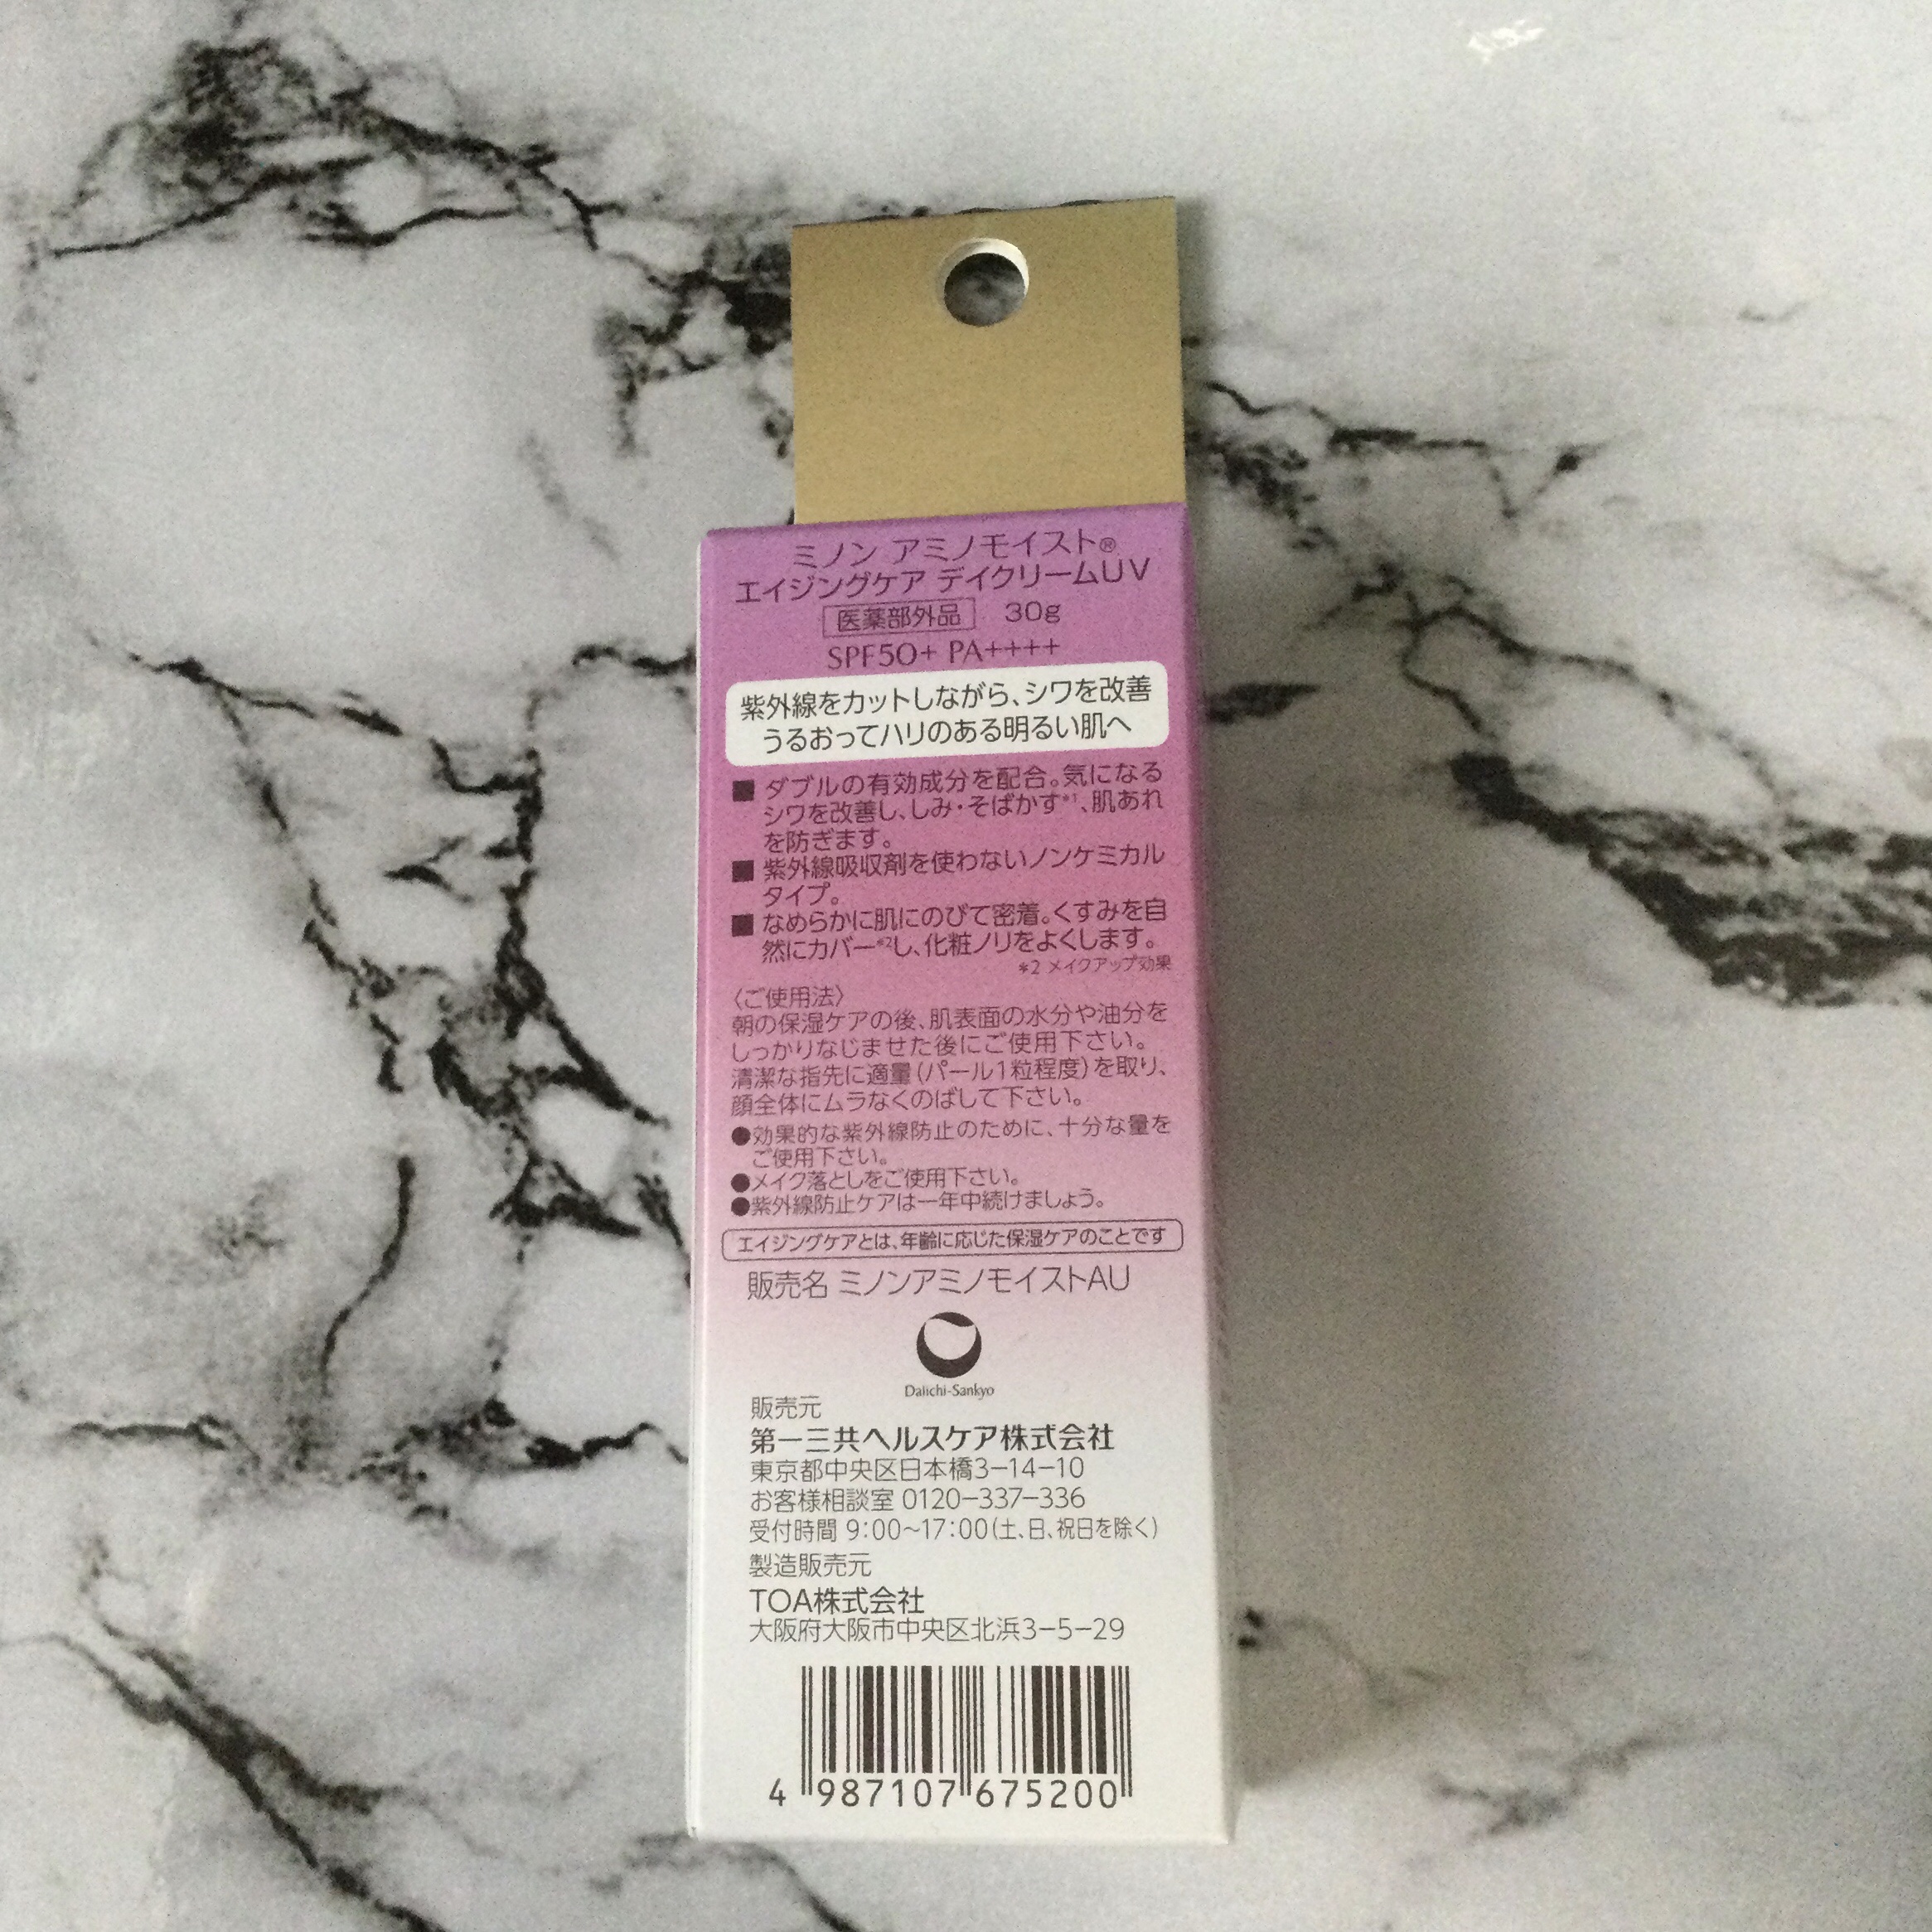 ミノン アミノモイスト®
エイジングケア デイクリームUV
医薬部外品 30g
SPF50+ PA++++
紫外線をカットしながら、シワを改善
うるおってハリのある明るい肌へ
■ ダブルの有効成分を配合。気になる
シワを改善し、しみ・そばかす*1、肌あれ
を防ぎます。
■ 紫外線吸収剤を使わないノンケミカル
タイプ。
■ なめらかに肌にのびて密着。くすみを自
然にカバー*2し、化粧ノリをよくします。
*2 メイクアップ効果
〈ご使用法〉
朝の保湿ケアの後、肌表面の水分や油分を
しっかりなじませた後にご使用下さい。
清潔な指先に適量(パール1粒程度)を取り、
顔全体にムラなくのばして下さい。
●効果的な紫外線防止のために、十分な量を
ご使用下さい。
●メイク落としをご使用下さい。
●紫外線防止ケアは一年中続けましょう。
エイジングケアとは、年齢に応じた保湿ケアのことです
販売名 ミノンアミノモイストAU
Daiichi-Sankyo
販売元
第一三共ヘルスケア株式会社
東京都中央区日本橋3-14-10
お客様相談室 0120-337-336
受付時間 9:00~17:00(土、日、祝日を除く)
製造販売元
TOA株式会社
大阪府大阪市中央区北浜3-5-29
4 987107 675200